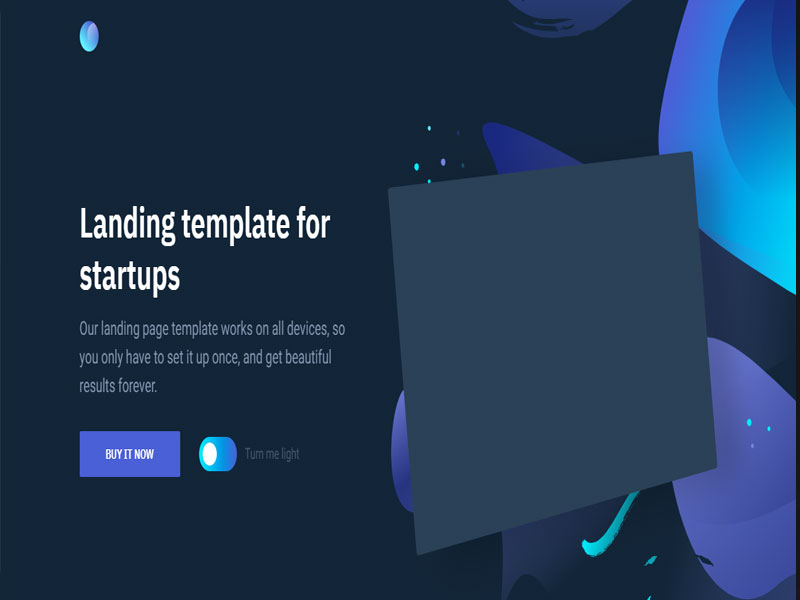 Landing template for
startups
Our landing page template works on all devices, so
you only have to set it up once, and get beautiful
results forever.
BUY IT NOW
Turn me light